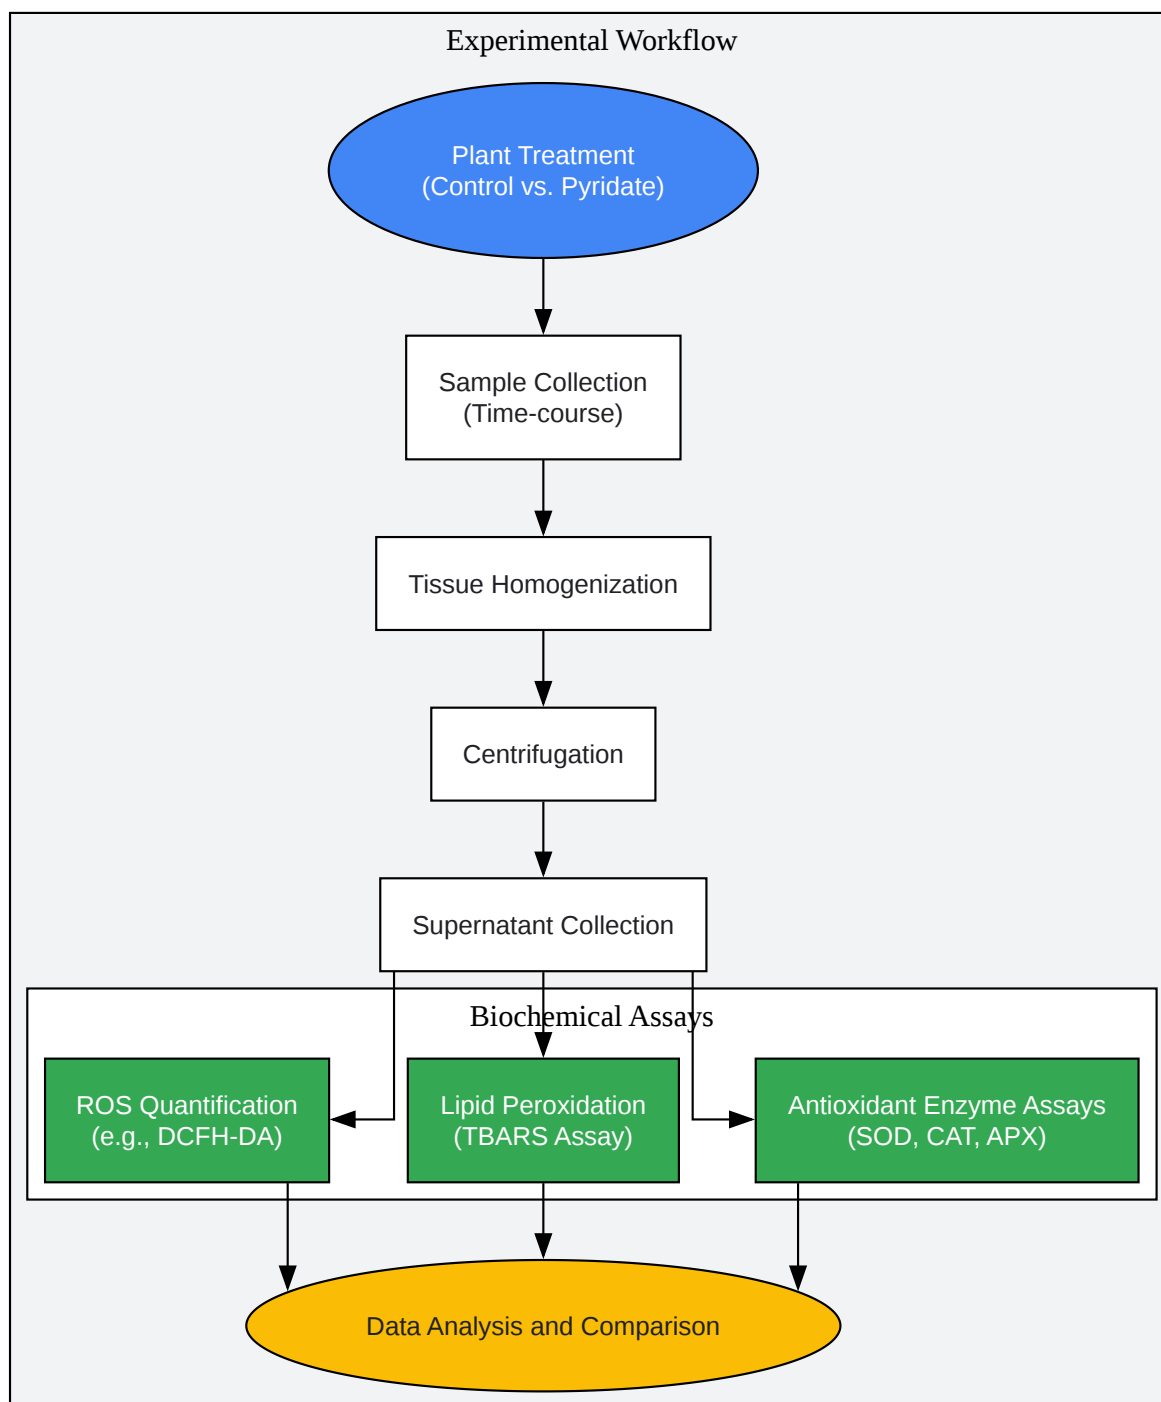 Experimental Workflow
Plant Treatment
(Control vs. Pyridate)
Sample Collection
(Time-course)
Tissue Homogenization
Centrifugation
Supernatant Collection
Biochemical Assays
ROS Quantification
(e.g., DCFH-DA)
Lipid Peroxidation
(TBARS Assay)
Antioxidant Enzyme Assays
(SOD, CAT, APX)
Data Analysis and Comparison